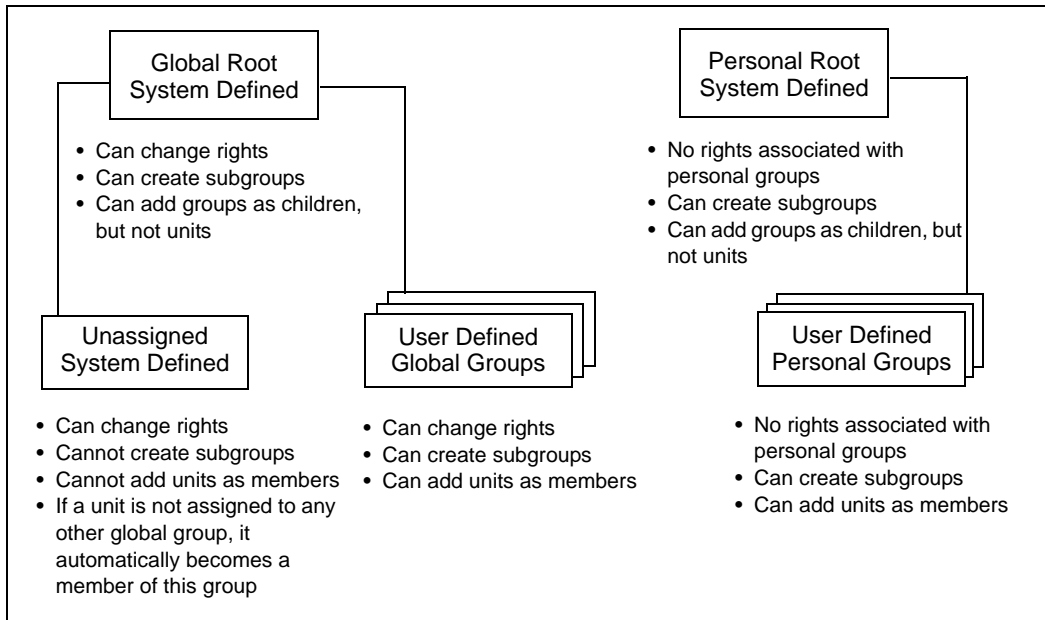 Global Root
System Defined
• Can change rights
• Can create subgroups
• Can add groups as children,
but not units
Personal Root
System Defined
• No rights associated with
personal groups
• Can create subgroups
• Can add groups as children, but
not units
Unassigned
System Defined
• Can change rights
• Cannot create subgroups
• Cannot add units as members
• If a unit is not assigned to any
other global group, it
automatically becomes a
member of this group
User Defined
Global Groups
• Can change rights
• Can create subgroups
• Can add units as members
User Defined
Personal Groups
• No rights associated with
personal groups
• Can create subgroups
• Can add units as members